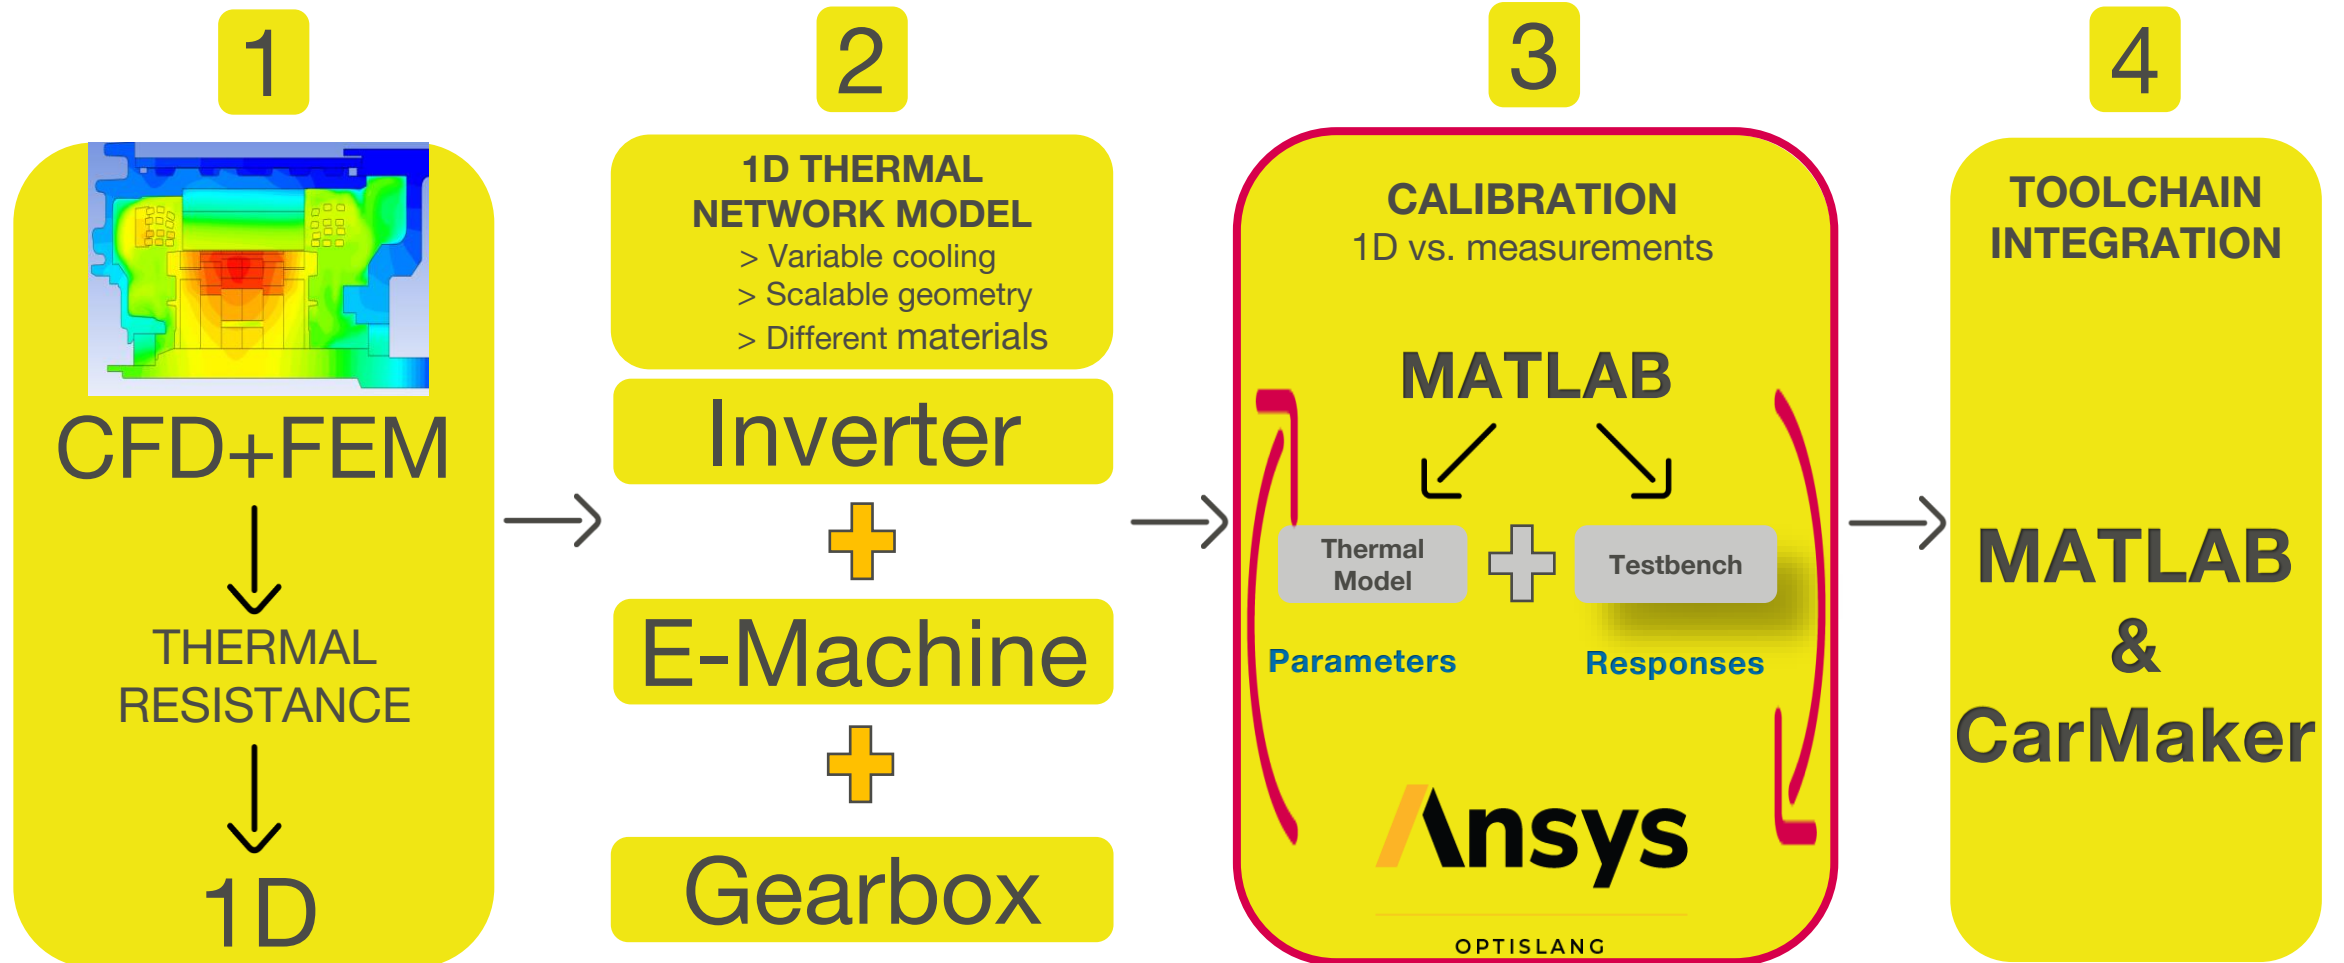 1
CFD+FEM
THERMAL
RESISTANCE
1D
2
1D THERMAL
NETWORK MODEL
> Variable cooling
> Scalable geometry
> Different materials
Inverter
E-Machine
Gearbox
3
CALIBRATION
1D vs. measurements
MATLAB
Thermal
Model
Testbench
Parameters
Responses
Ansys
OPTISLANG
4
TOOLCHAIN
INTEGRATION
MATLAB
&
CarMaker